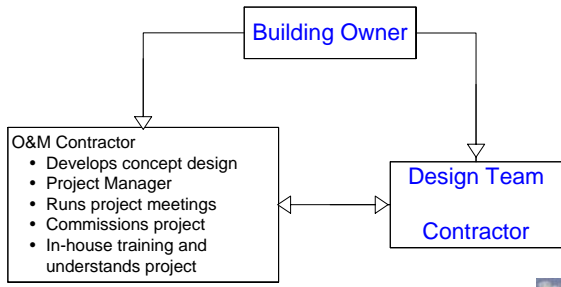 Building Owner
O&M Contractor
• Develops concept design
• Project Manager
• Runs project meetings
• Commissions project
• In-house training and
understands project
Design Team
Contractor